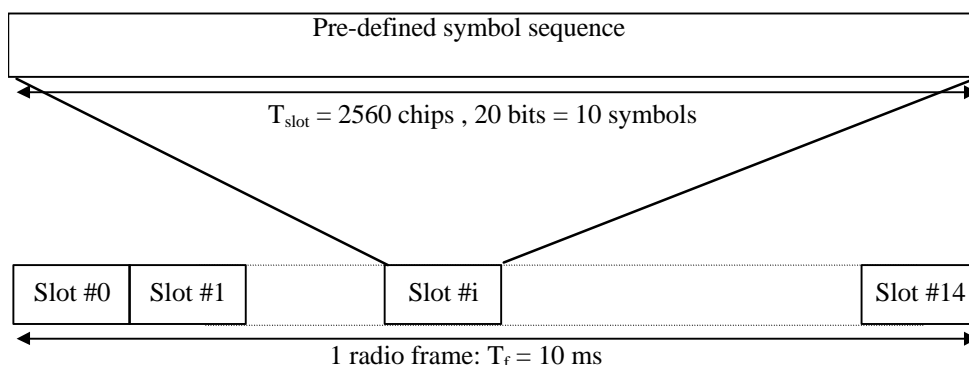 Pre-defined symbol sequence
Tslot = 2560 chips , 20 bits = 10 symbols
Slot #0 Slot #1 Slot #i Slot #14
1 radio frame: Tf = 10 ms